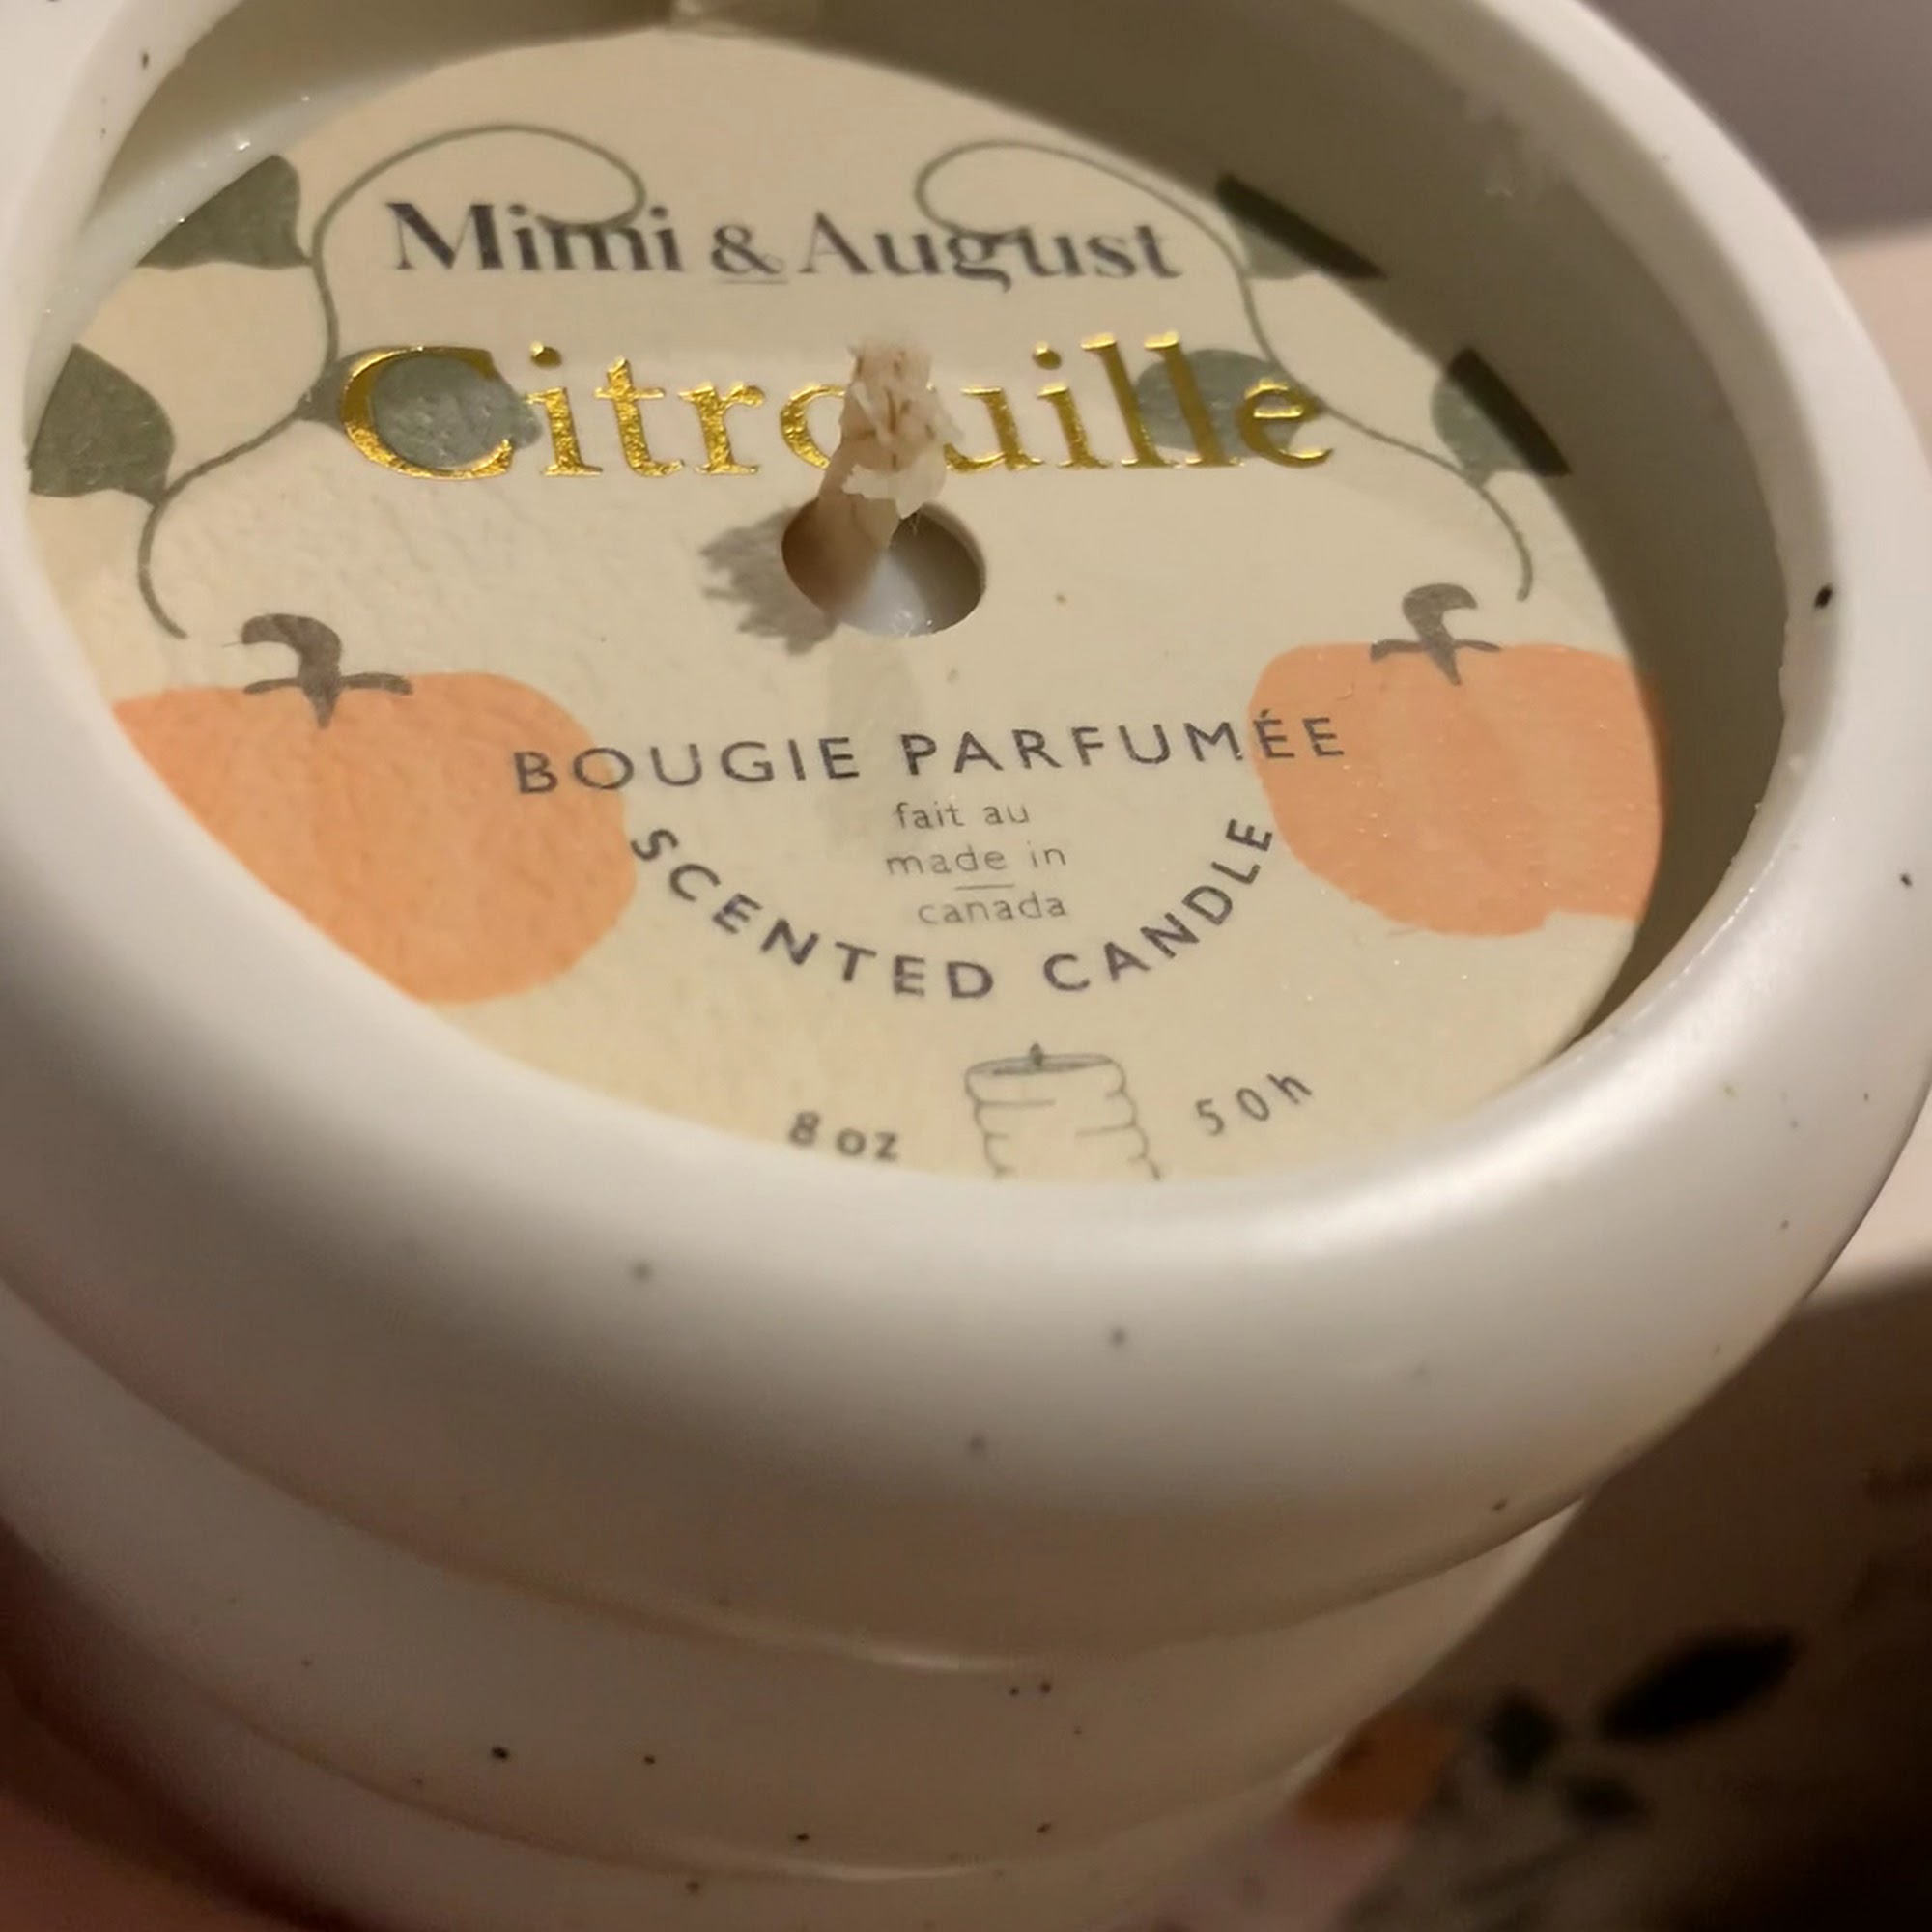 Mimi & August
Citrouille
BOUGIE PARFUMÉE
fait au
made in
canada
SCENTED CANDLE
8 oz
50h